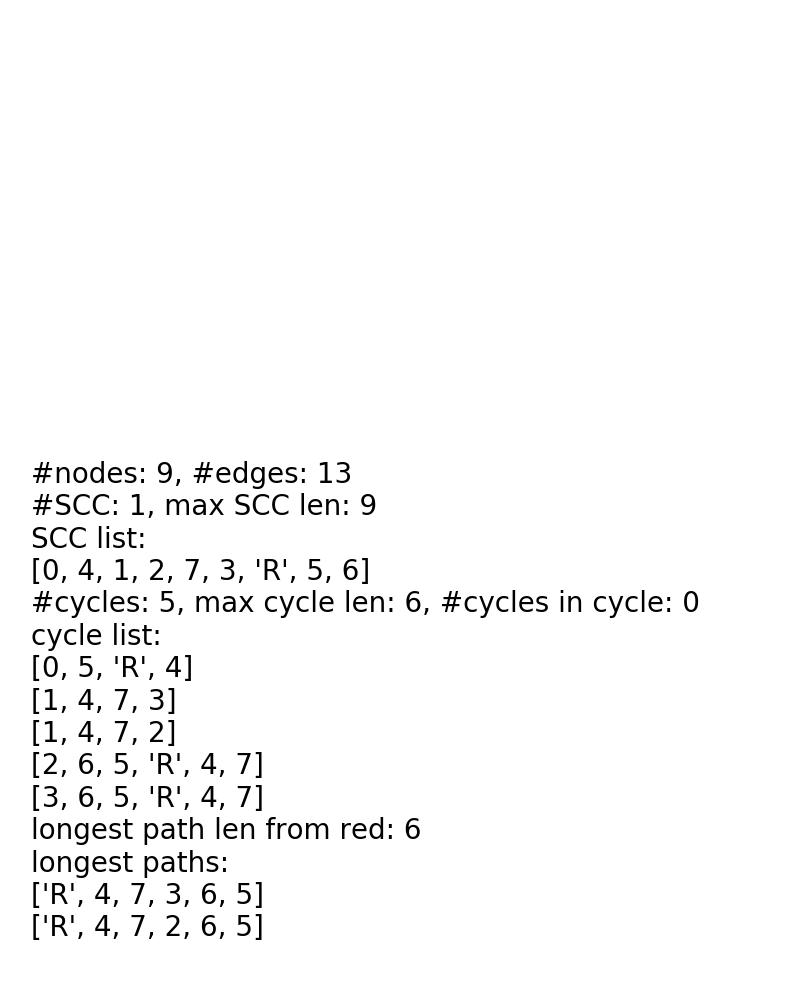 #nodes: 9, #edges: 13
#SCC: 1, max SCC len: 9
SCC list:
[0, 4, 1, 2, 7, 3, 'R', 5, 6]
#cycles: 5, max cycle len: 6, #cycles in cycle: 0
cycle list:
[0, 5, 'R', 4]
[1, 4, 7, 3]
[1, 4, 7, 2]
[2, 6, 5, 'R', 4, 7]
[3, 6, 5, 'R', 4, 7]
longest path len from red: 6
longest paths:
['R', 4, 7, 3, 6, 5]
['R', 4, 7, 2, 6, 5]